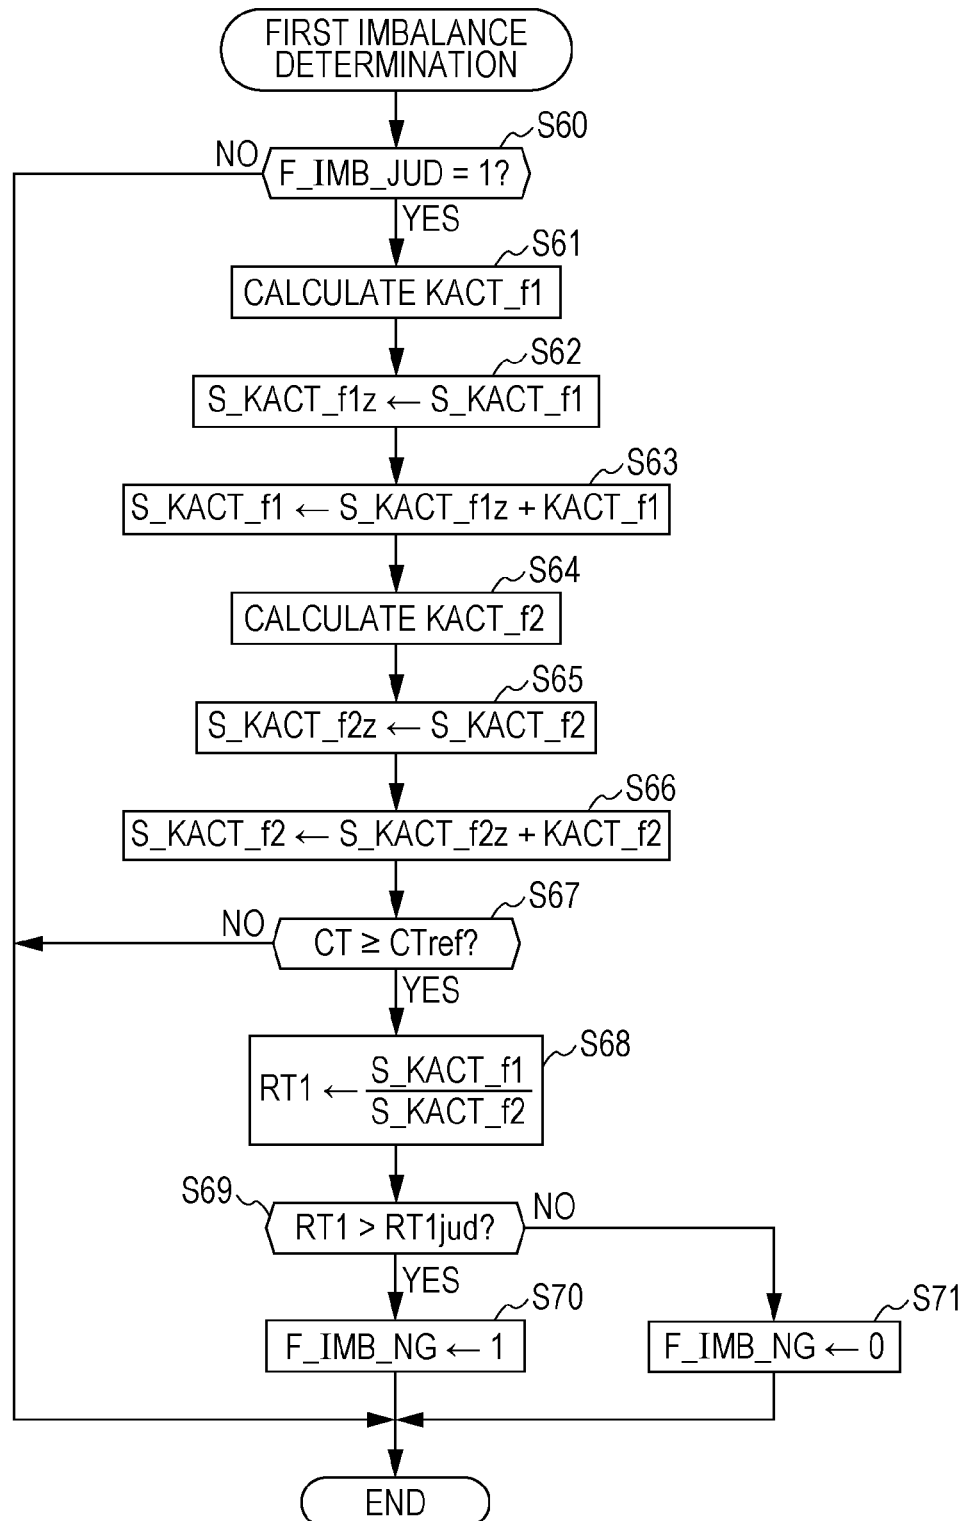 FIRST IMBALANCE
DETERMINATION
S60
NO
F_IMB_JUD = 1?
YES
S61
CALCULATE KACT_f1
S62
S_KACT_f1z ← S_KACT_f1
S63
S_KACT_f1 ← S_KACT_f1z + KACT_f1
S64
CALCULATE KACT_f2
S65
S_KACT_f2z ← S_KACT_f2
S66
S_KACT_f2 ← S_KACT_f2z + KACT_f2
S67
NO
CT ≥ CTref?
YES
S68
RT1 ← S_KACT_f1
S_KACT_f2
S69
RT1 > RT1jud?
NO
YES
S70
S71
F_IMB_NG ← 1
F_IMB_NG ← 0
END